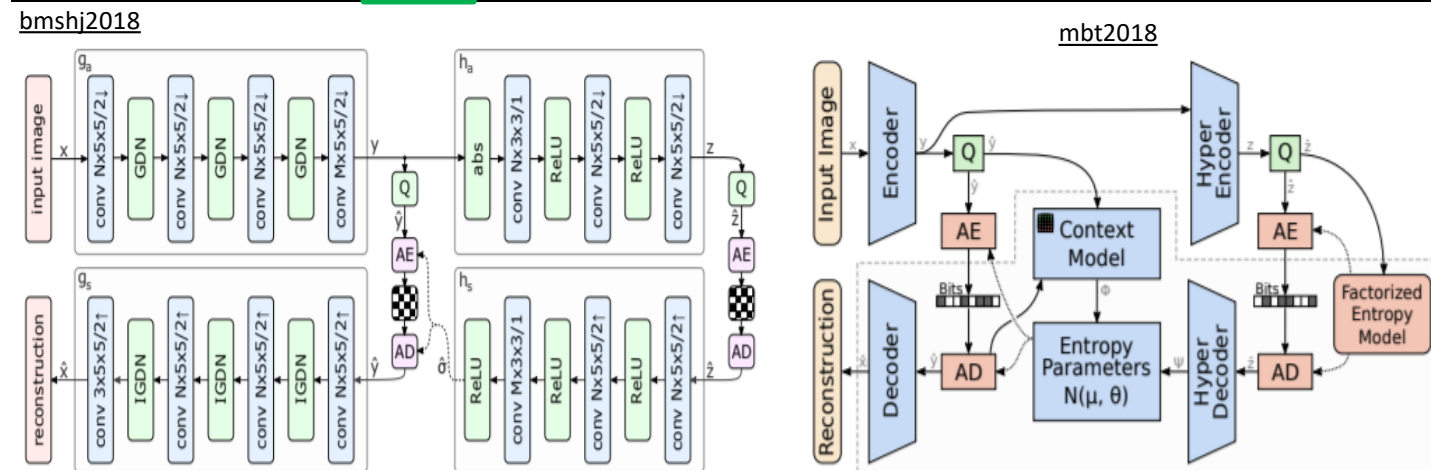 bmshj2018
mbt2018
gₐ
hₐ
input image
x
conv Nx5x5/2↓
GDN
conv Nx5x5/2↓
GDN
conv Nx5x5/2↓
GDN
conv Mx5x5/2↓
y
abs
conv Nx3x3/1
ReLU
conv Nx5x5/2↓
ReLU
conv Nx5x5/2↓
z
Q
ŷ
AE
AD
Q
ẑ
AE
AD
gₛ
hₛ
reconstruction
x̂
conv 3x5x5/2↑
IGDN
conv Nx5x5/2↑
IGDN
conv Nx5x5/2↑
IGDN
conv Nx5x5/2↑
ŷ
σ̂
ReLU
conv Mx3x3/1
ReLU
conv Nx5x5/2↑
ReLU
conv Nx5x5/2↑
ẑ
Input Image
x
Encoder
y
Q
ŷ
ŷ
AE
Bits
AD
Context
Model
Φ
Entropy
Parameters
N(μ, θ)
Hyper
Encoder
z
Q
ẑ
ẑ
AE
Bits
AD
Factorized
Entropy
Model
ẑ
Hyper
Decoder
Ψ
ŷ
Decoder
x̂
Reconstruction